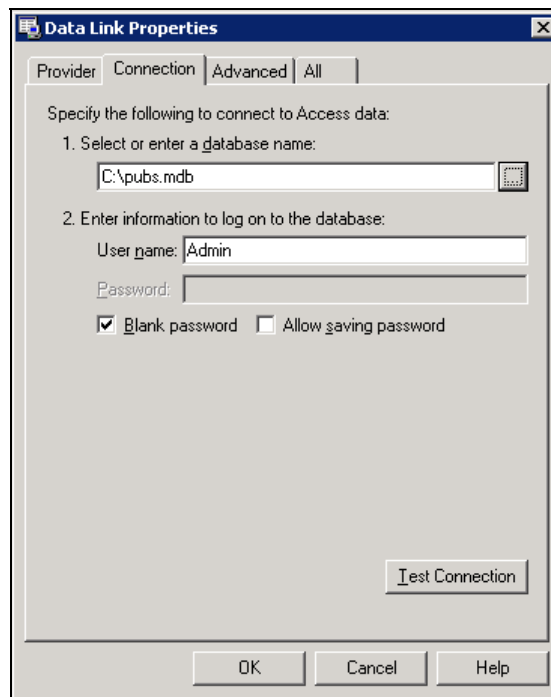 Data Link Properties
Provider Connection Advanced All
Specify the following to connect to Access data:
1. Select or enter a database name:
C:\pubs.mdb ...
2. Enter information to log on to the database:
User name: Admin
Password:
Blank password Allow saving password
Test Connection
OK Cancel Help